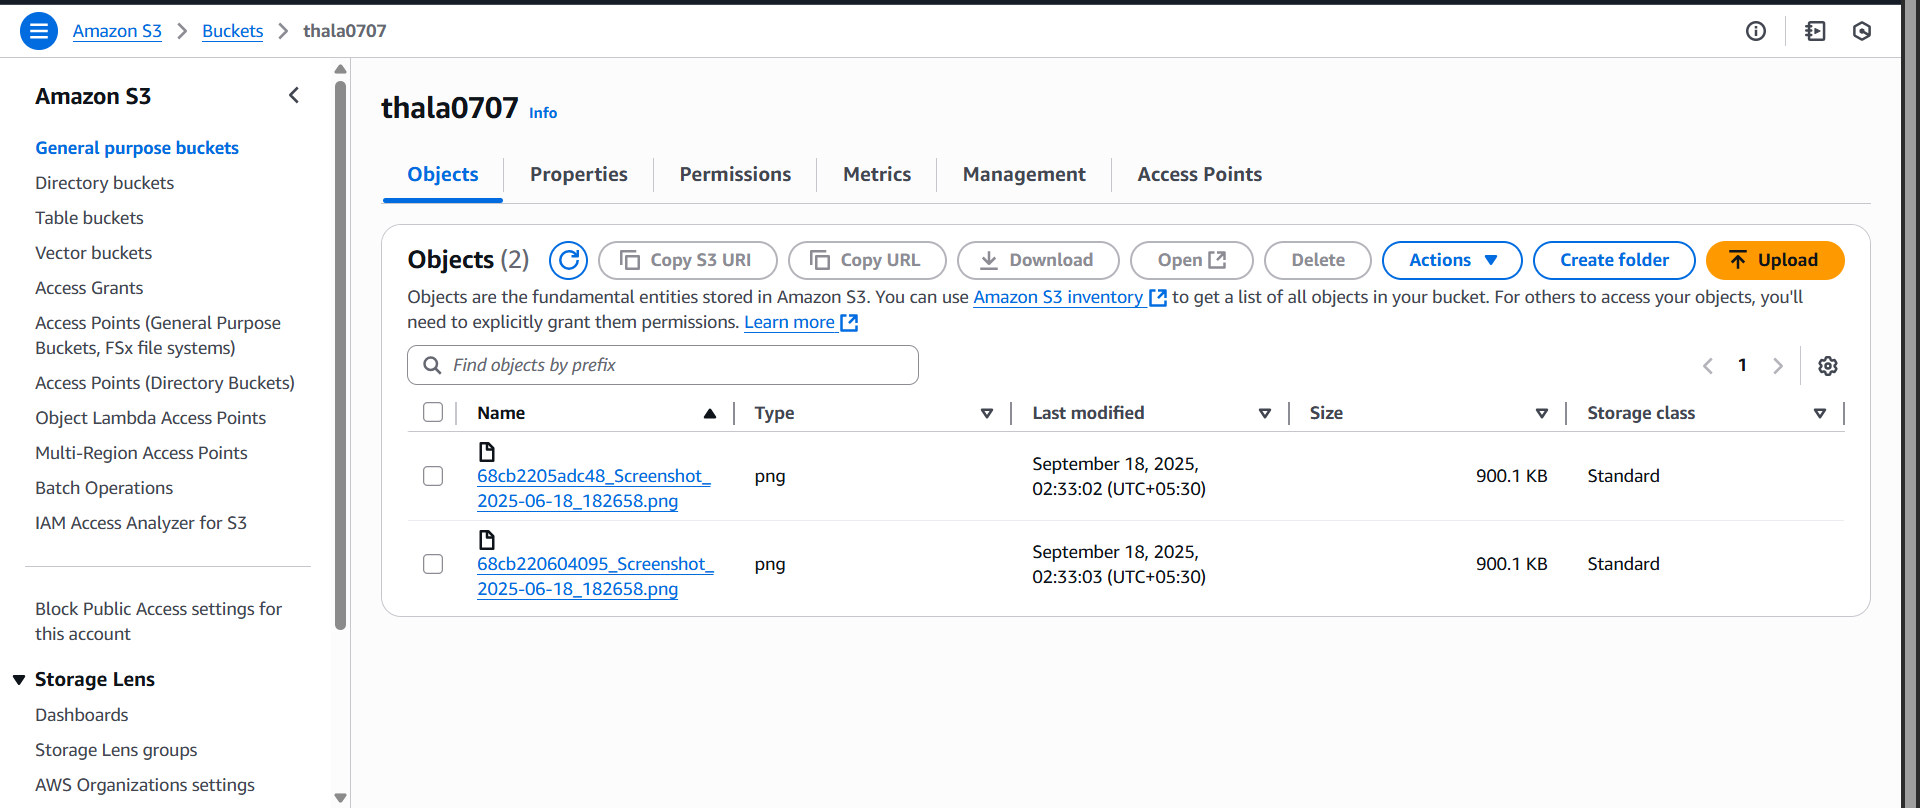 Amazon S3 > Buckets > thala0707
Amazon S3
General purpose buckets
Directory buckets
Table buckets
Vector buckets
Access Grants
Access Points (General Purpose
Buckets, FSx file systems)
Access Points (Directory Buckets)
Object Lambda Access Points
Multi-Region Access Points
Batch Operations
IAM Access Analyzer for S3
Block Public Access settings for
this account
Storage Lens
Dashboards
Storage Lens groups
AWS Organizations settings
thala0707 Info
Objects Properties Permissions Metrics Management Access Points
Objects (2) Copy S3 URI Copy URL Download Open Delete Actions Create folder Upload
Objects are the fundamental entities stored in Amazon S3. You can use Amazon S3 inventory to get a list of all objects in your bucket. For others to access your objects, you'll
need to explicitly grant them permissions. Learn more
Find objects by prefix
1
Name Type Last modified Size Storage class
68cb2205adc48_Screenshot_
2025-06-18_182658.png
png
September 18, 2025,
02:33:02 (UTC+05:30)
900.1 KB
Standard
68cb220604095_Screenshot_
2025-06-18_182658.png
png
September 18, 2025,
02:33:03 (UTC+05:30)
900.1 KB
Standard